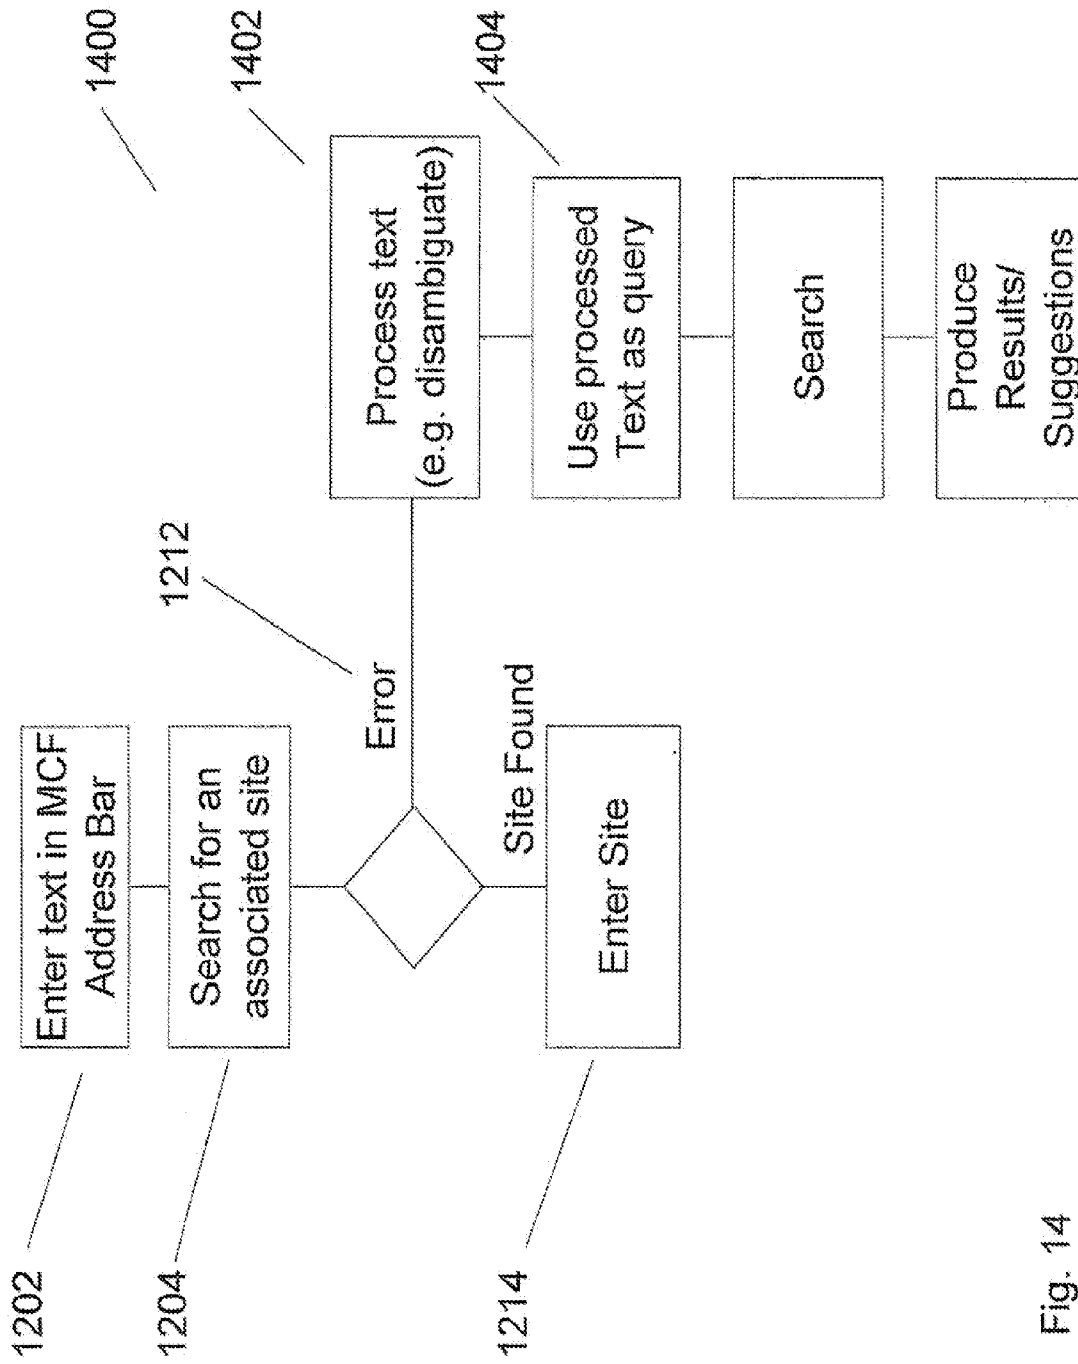 1400
1202
Enter text in MCF
Address Bar
1204
Search for an
associated site
1212
Error
1402
Process text
(e.g. disambiguate)
1404
Use processed
Text as query
Search
Produce
Results/
Suggestions
Site Found
1214
Enter Site
Fig. 14